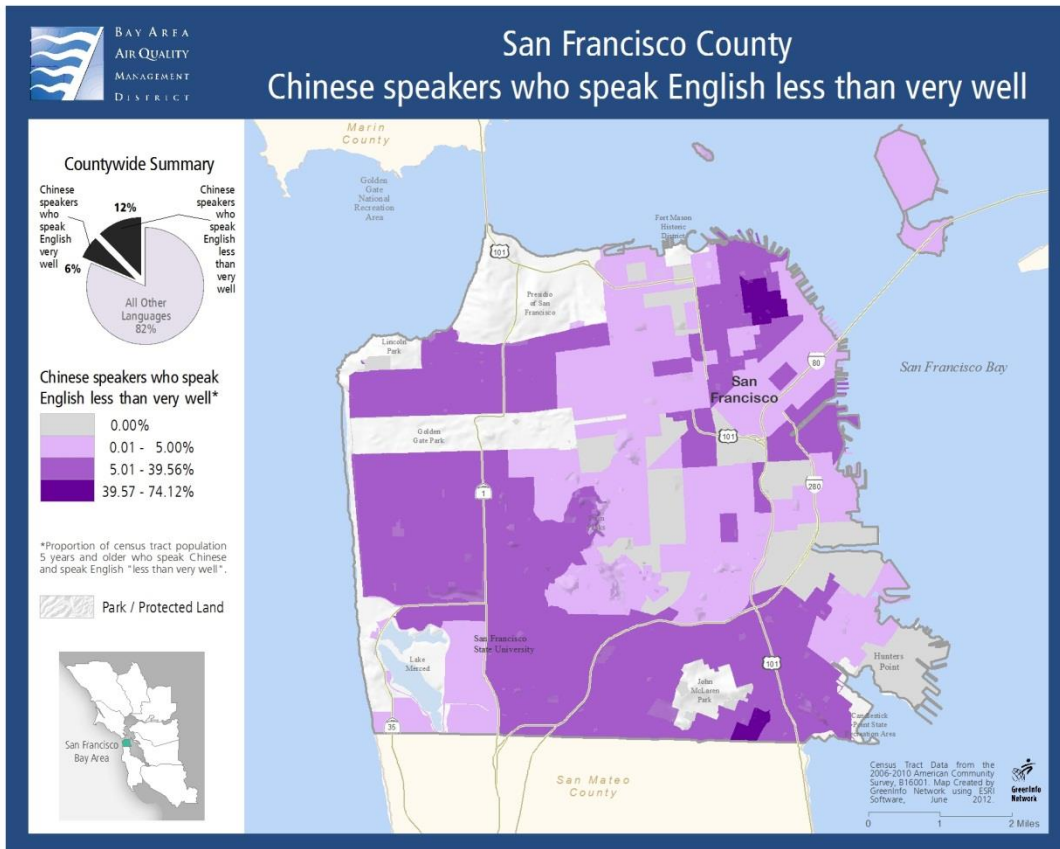 BAY AREA
AIR QUALITY
MANAGEMENT
DISTRICT
San Francisco County
Chinese speakers who speak English less than very well
Countywide Summary
Chinese
speakers
who
speak
English
very
well
6%
12%
Chinese
speakers
who
speak
English
less
than
very
well
All Other
Languages
82%
Chinese speakers who speak
English less than very well*
0.00%
0.01 - 5.00%
5.01 - 39.56%
39.57 - 74.12%
*Proportion of census tract population
5 years and older who speak Chinese
and speak English "less than very well".
Park / Protected Land
San Francisco
Bay Area
Marin
County
Golden
Gate
National
Recreation
Area
Fort Mason
Historic
District
101
Presidio
of San
Francisco
Lincoln
Park
Golden
Gate Park
San
Francisco
80
San Francisco Bay
101
1
280
San Francisco
State University
Lake
Merced
35
John
McLaren
Park
101
Hunters
Point
Candlestick
Point State
Recreation Area
San Mateo
County
Census Tract Data from the
2006-2010 American Community
Survey, B16001. Map Created by
GreenInfo Network using ESRI
Software, June 2012.
GreenInfo
Network
0 1 2 Miles